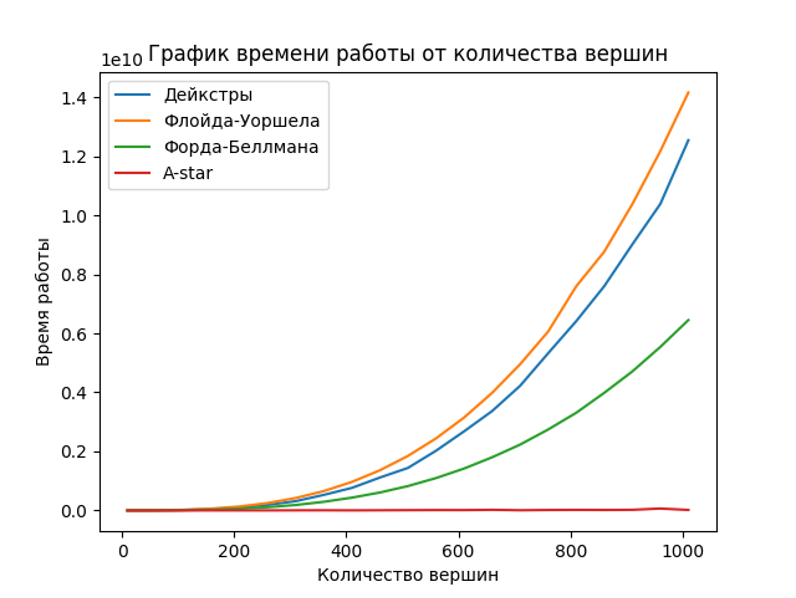 График времени работы от количества вершин
1e10
Дейкстры
Флойда-Уоршела
Форда-Беллмана
A-star
1.4
1.2
1.0
0.8
0.6
0.4
0.2
0.0
Время работы
0 200 400 600 800 1000
Количество вершин